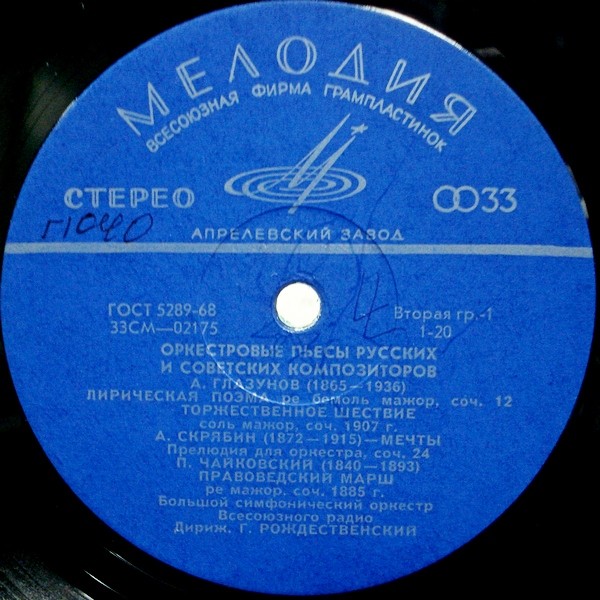 МЕЛОДИЯ
ВСЕСОЮЗНАЯ ФИРМА ГРАМПЛАСТИНОК
СТЕРЕО
33
АПРЕЛЕВСКИЙ ЗАВОД
ГОСТ 5289-68
33СМ—02175
Вторая гр.-1
1-20
ОРКЕСТРОВЫЕ ПЬЕСЫ РУССКИХ
И СОВЕТСКИХ КОМПОЗИТОРОВ
А. ГЛАЗУНОВ (1865—1936)
ЛИРИЧЕСКАЯ ПОЭМА ре бемоль мажор, соч. 12
ТОРЖЕСТВЕННОЕ ШЕСТВИЕ
соль мажор, соч. 1907 г.
А. СКРЯБИН (1872—1915)—МЕЧТЫ
Прелюдия для оркестра, соч. 24
П. ЧАЙКОВСКИЙ (1840—1893)
ПРАВОВЕДСКИЙ МАРШ
ре мажор. соч. 1885 г.
Большой симфонический оркестр
Всесоюзного радио
Дириж. Г. РОЖДЕСТВЕНСКИЙ